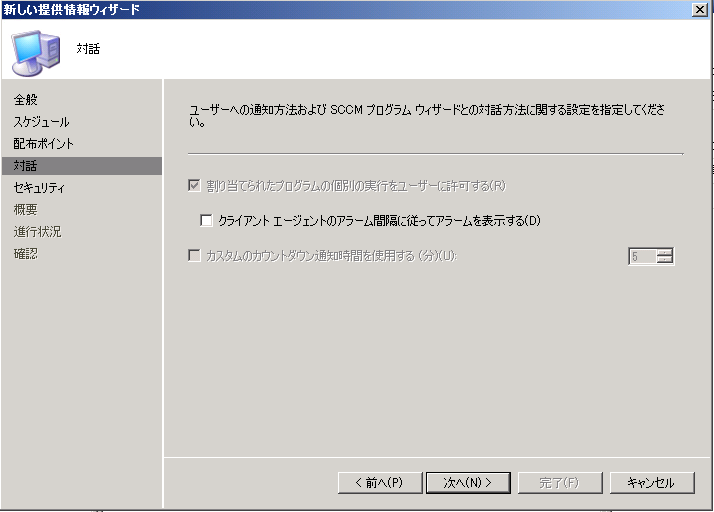 新しい提供情報ウィザード
対話
全般
スケジュール
配布ポイント
対話
セキュリティ
概要
進行状況
確認
ユーザーへの通知方法および SCCM プログラム ウィザードとの対話方法に関する設定を指定してくださ
い。
割り当てられたプログラムの個別の実行をユーザーに許可する(R)
クライアント エージェントのアラーム間隔に従ってアラームを表示する(D)
カスタムのカウントダウン通知時間を使用する (分)(U):
5
< 前へ(P)
次へ(N) >
完了(F)
キャンセル